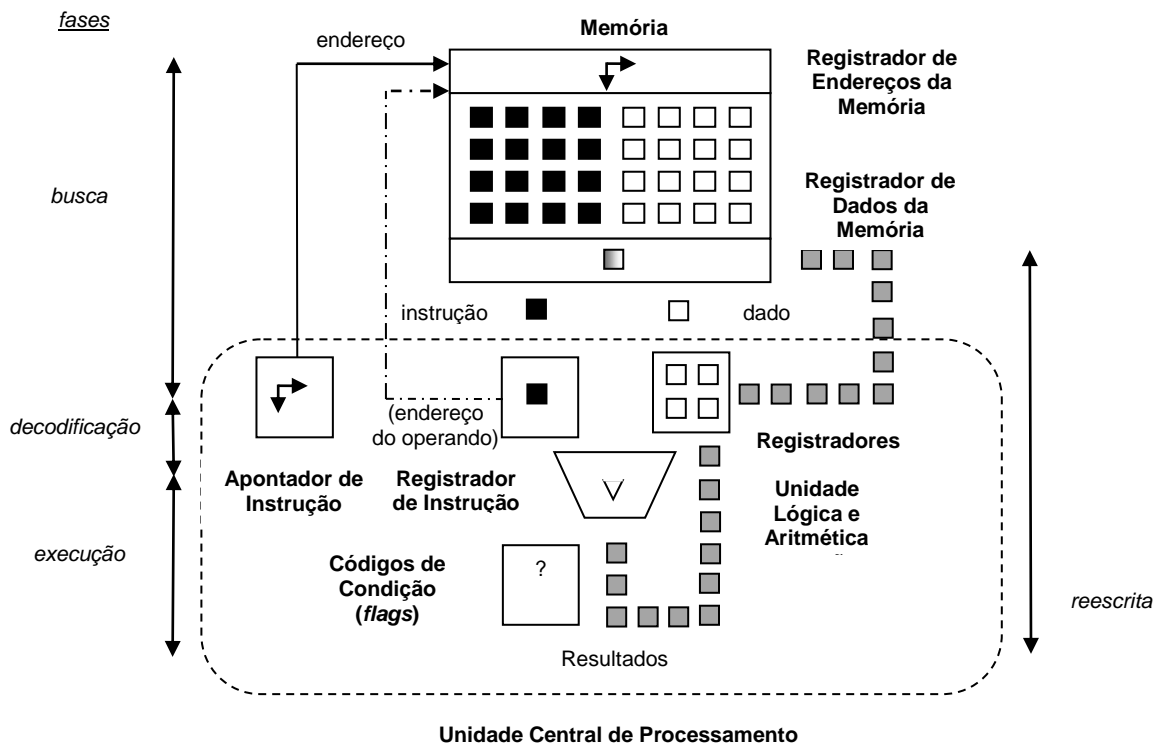 fases
Memória
endereço
Registrador de
Endereços da
Memória
busca
Registrador de
Dados da
Memória
instrução
dado
decodificação
(endereço
do operando)
Registradores
Apontador de
Instrução
Registrador
de Instrução
Unidade
Lógica e
Aritmética
execução
Códigos de
Condição
(flags)
?
reescrita
Resultados
Unidade Central de Processamento